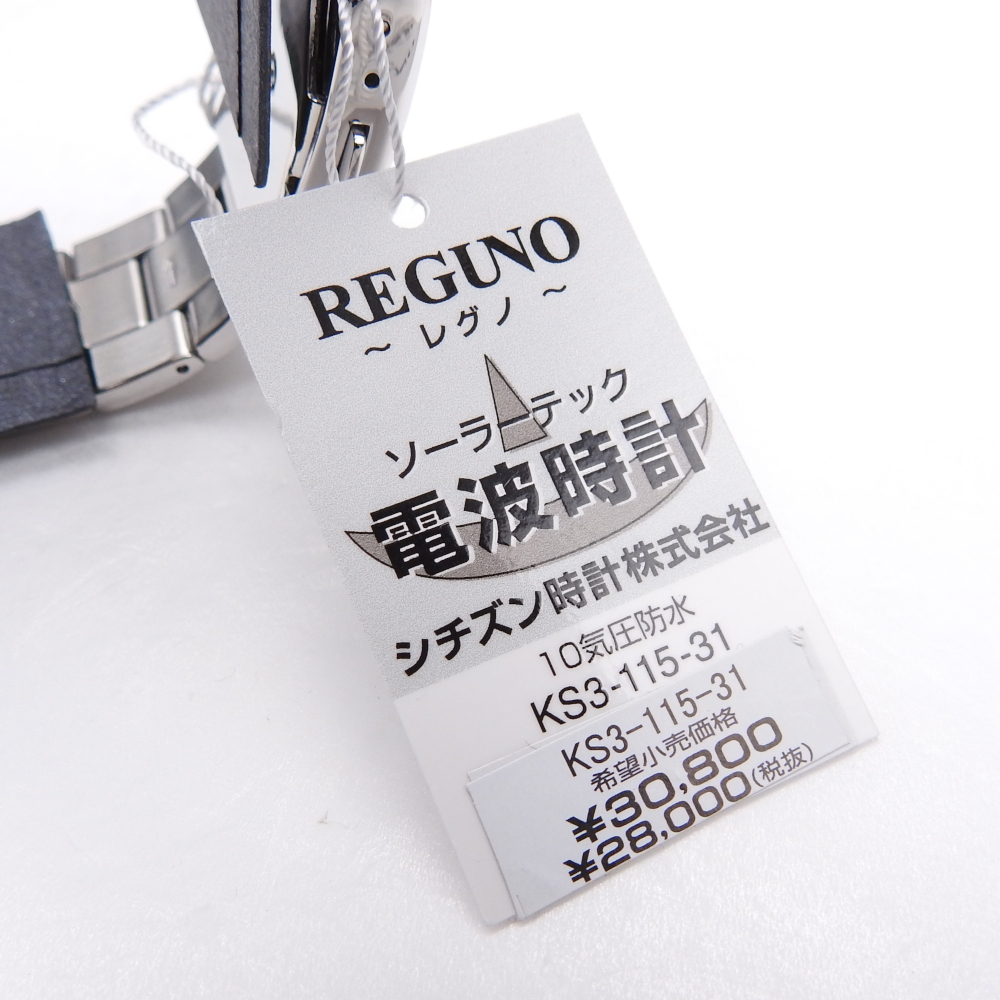 REGUNO
～ レグノ ～
ソーラーテック
電波時計
シチズン時計株式会社
10気圧防水
KS3-115-31
KS3-115-31
希望小売価格
¥30,800
¥28,000(税抜)